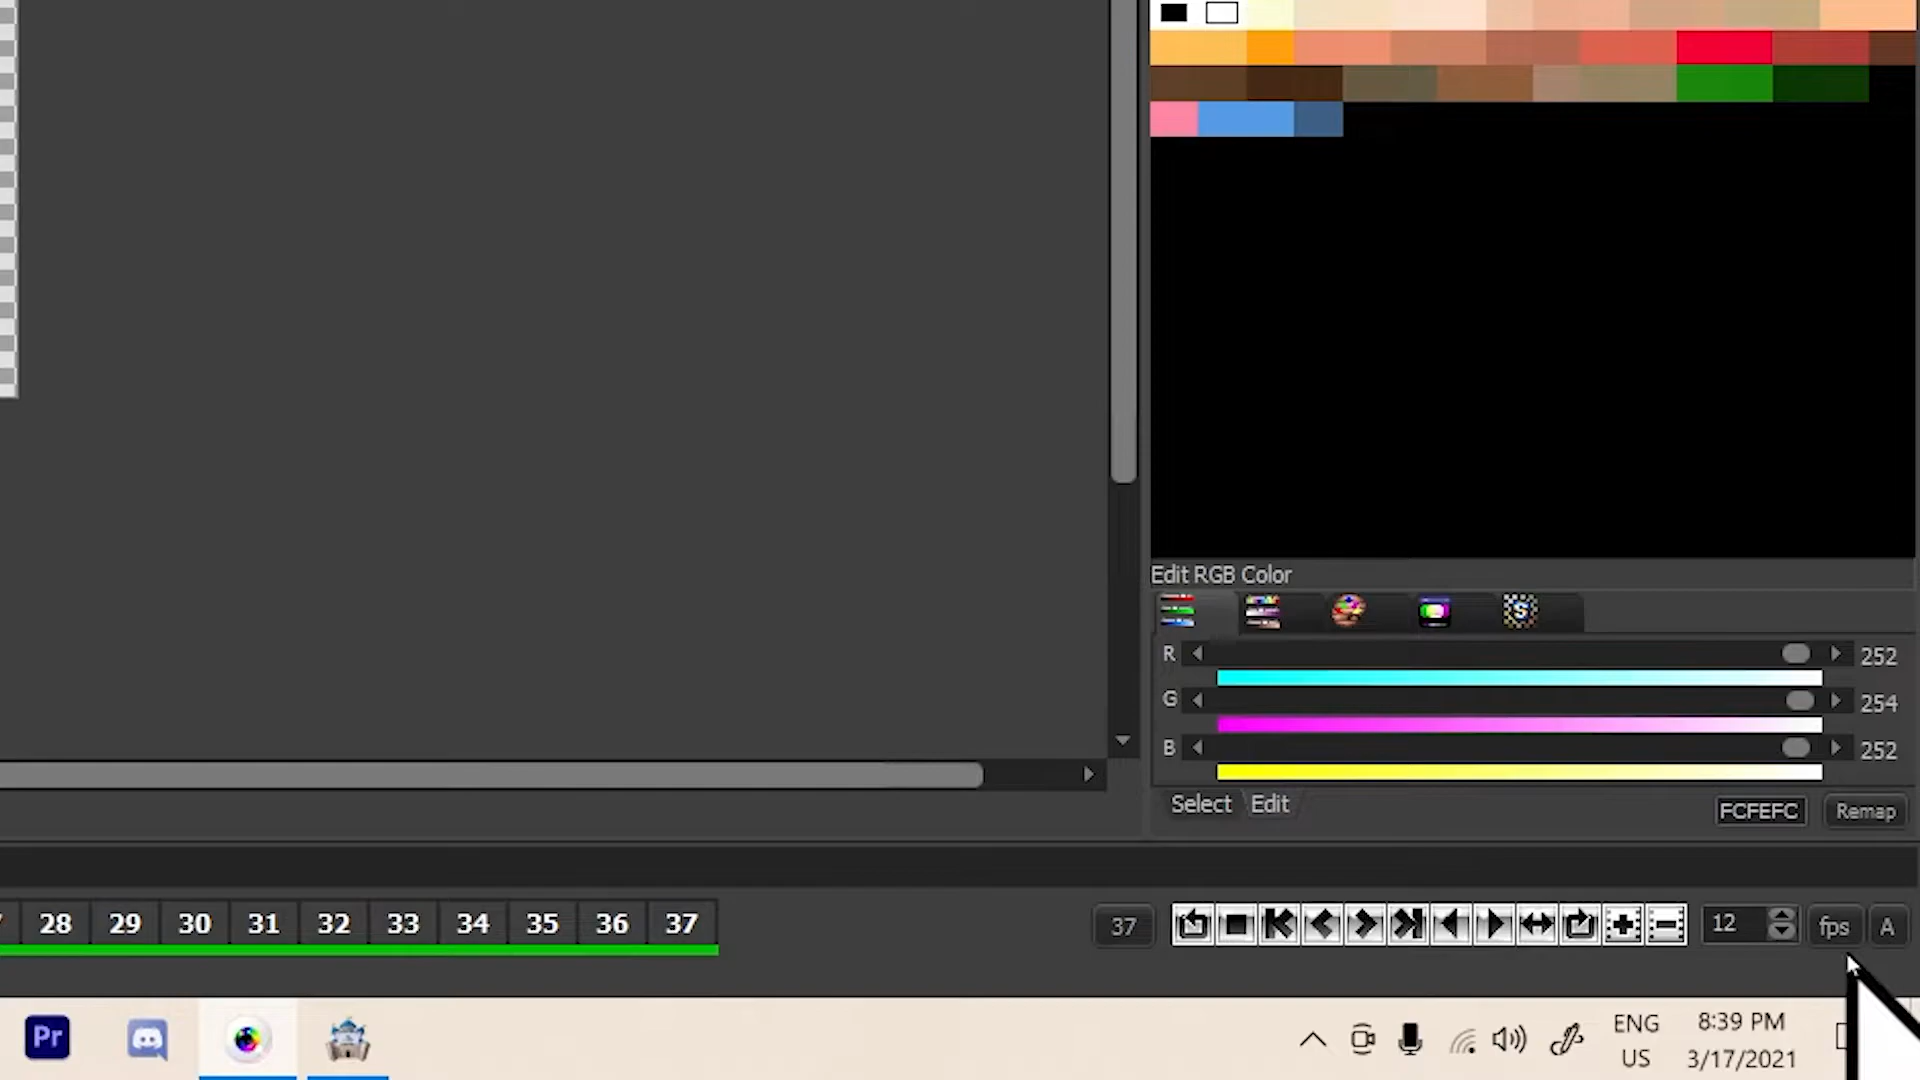 Edit RGB Color
S
R 252
G 254
B 252
Select Edit FCFEFC Remap
28 29 30 31 32 33 34 35 36 37 37 12 fps A
Pr ENG 8:39 PM
US 3/17/2021